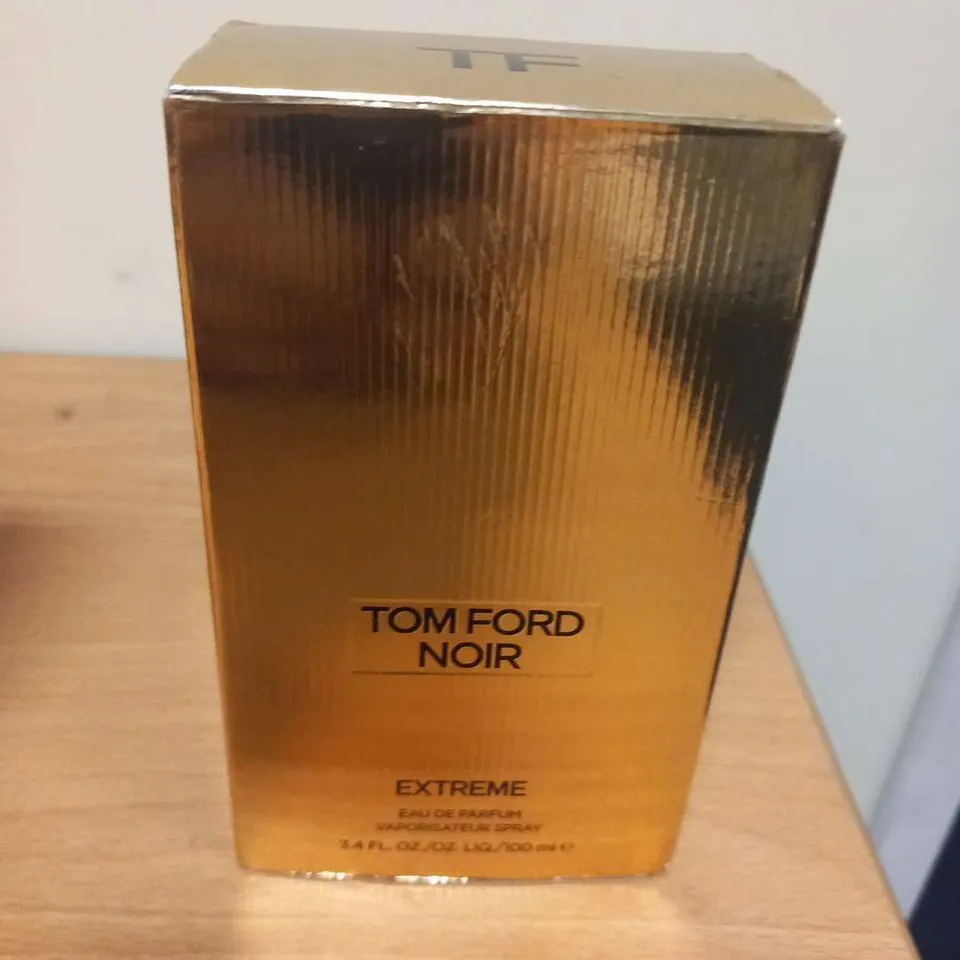 TF
TOM FORD
NOIR
EXTREME
EAU DE PARFUM
VAPORISATEUR SPRAY
3.4 FL. OZ./OZ. LIQ./100 ml ℮